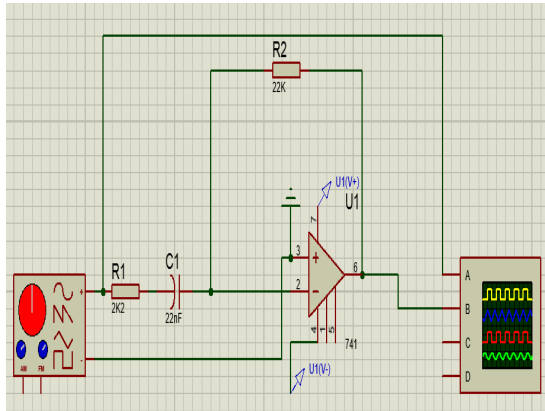 R2
22K
U1(V+)
U1
7
3
6
2
R1
C1
2K2
22nF
4
1
5
741
U1(V-)
A
B
C
D
+
-
AM
FM
+
-